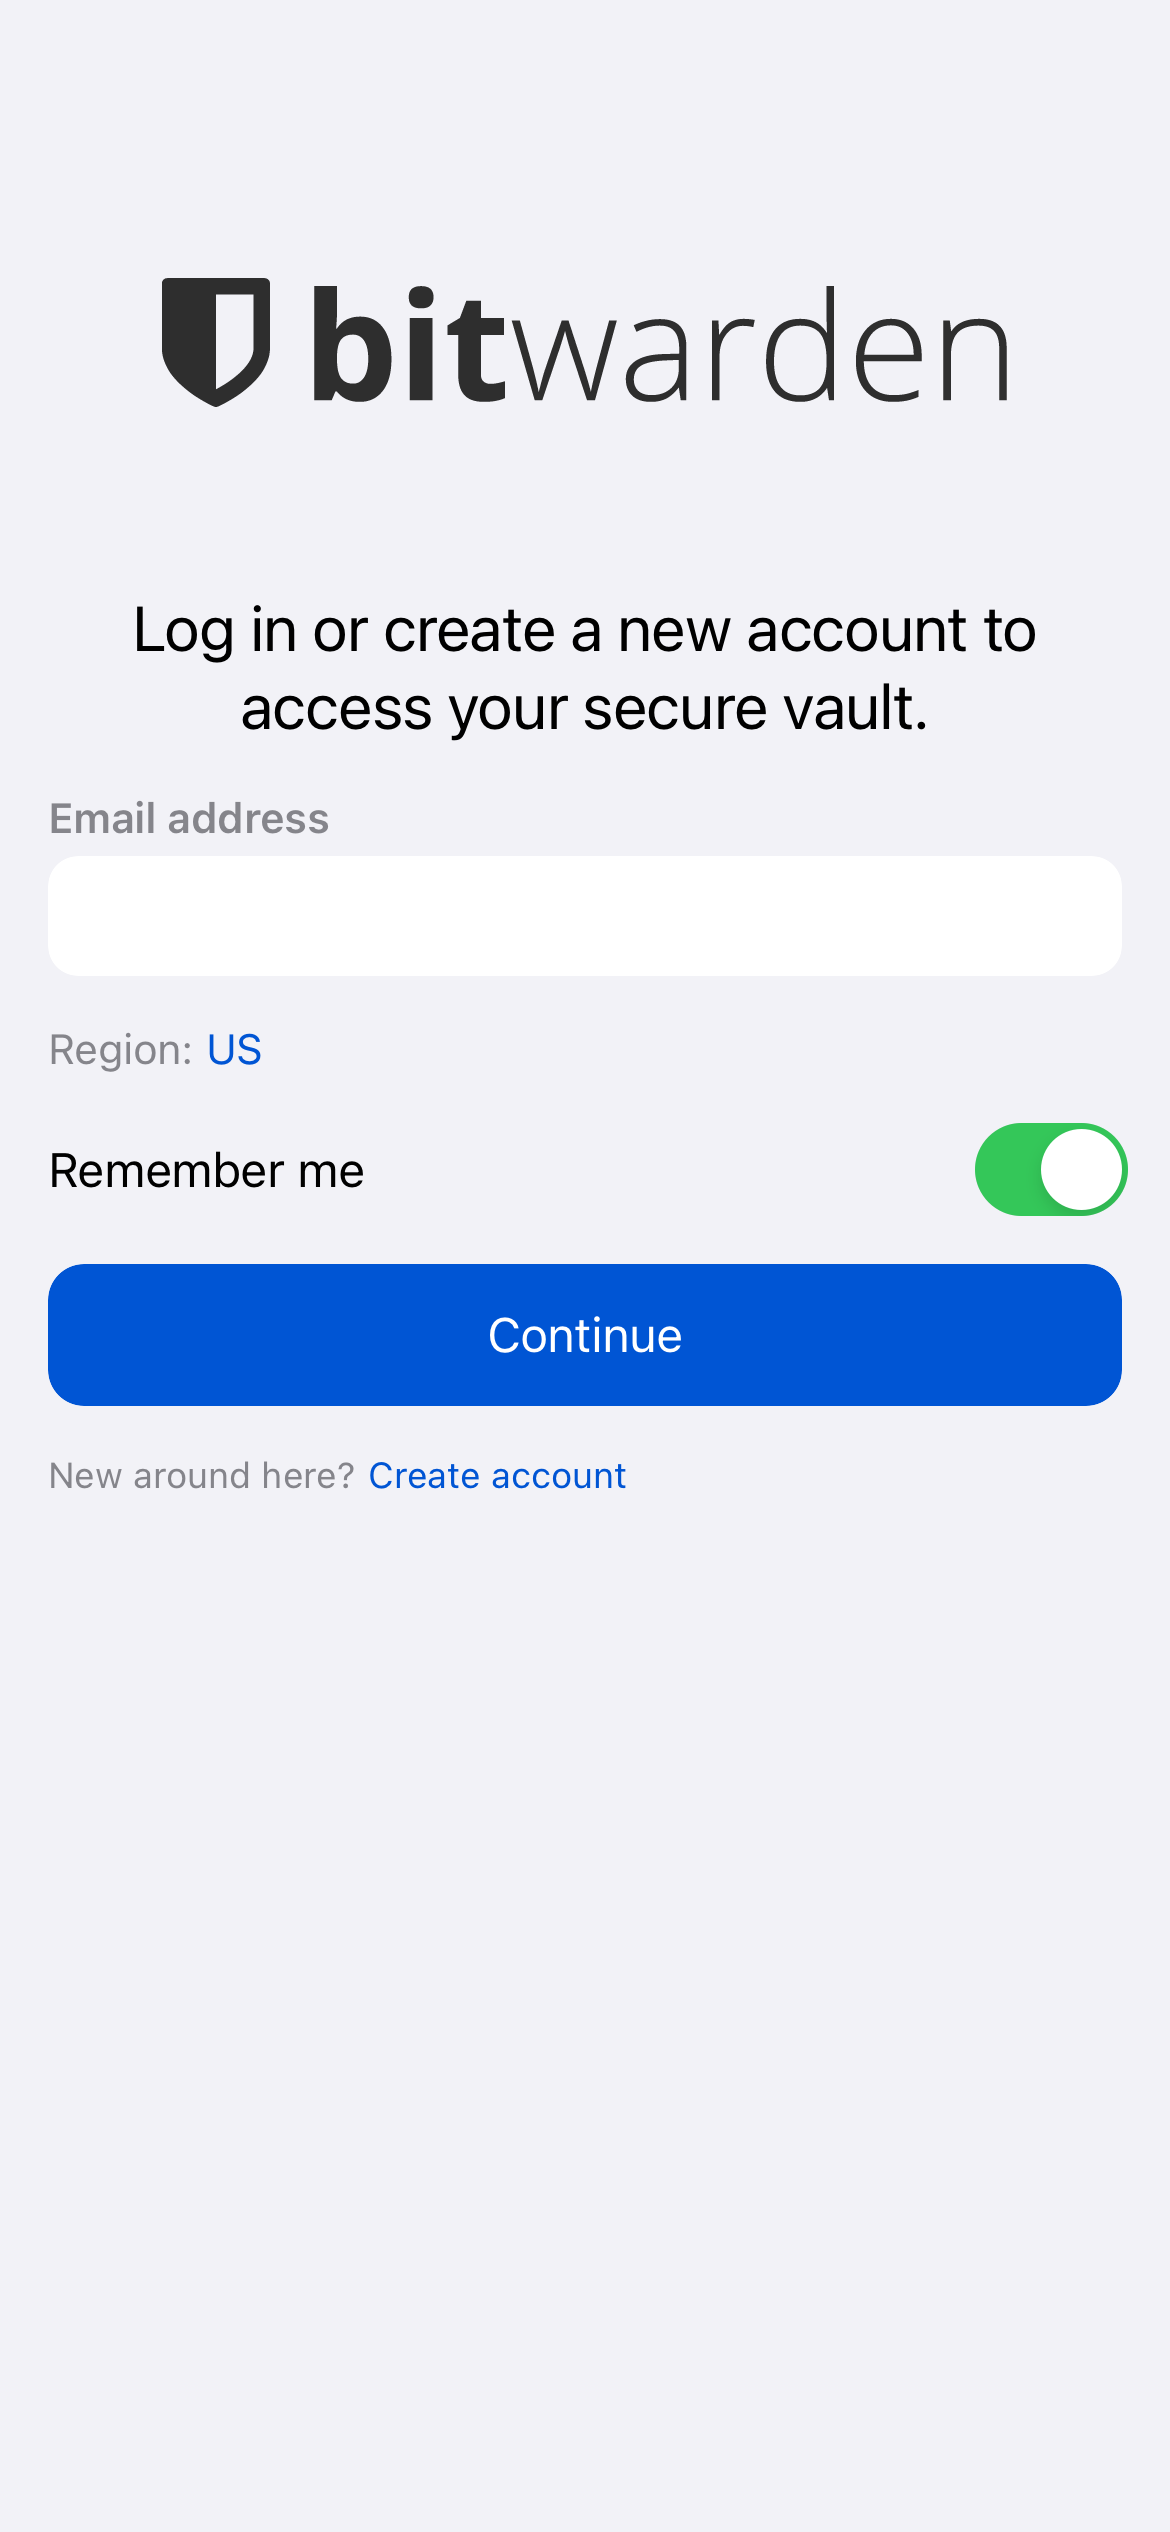 bitwarden
Log in or create a new account to
access your secure vault.
Email address
Region: US
Remember me
Continue
New around here? Create account